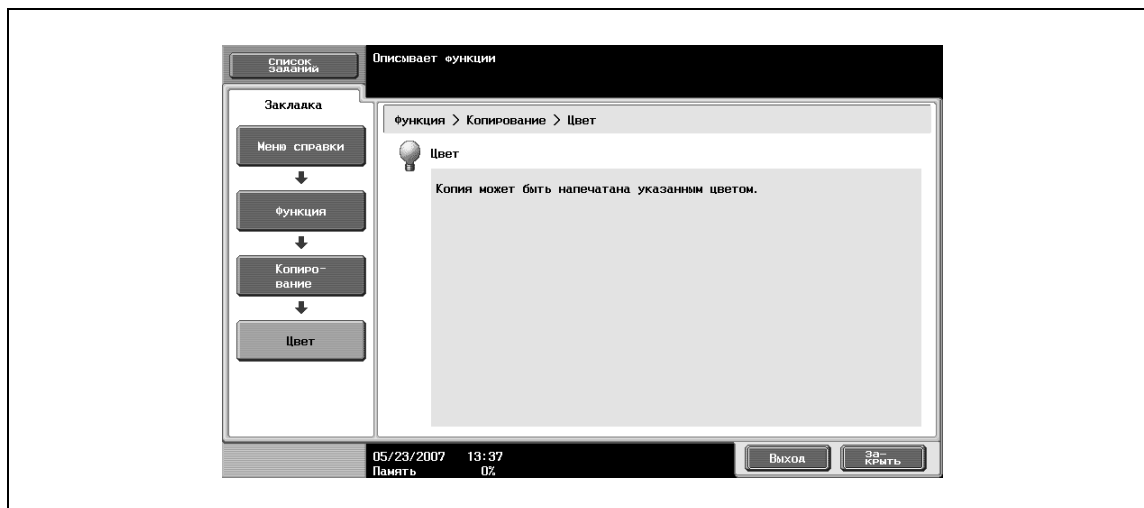 Список
заданий
Описывает функции
Закладка
Меню справки
Функция
Копиро-
вание
Цвет
Функция > Копирование > Цвет
Цвет
Копия может быть напечатана указанным цветом.
05/23/2007 13:37
Память 0%
Выход
За-
крыть